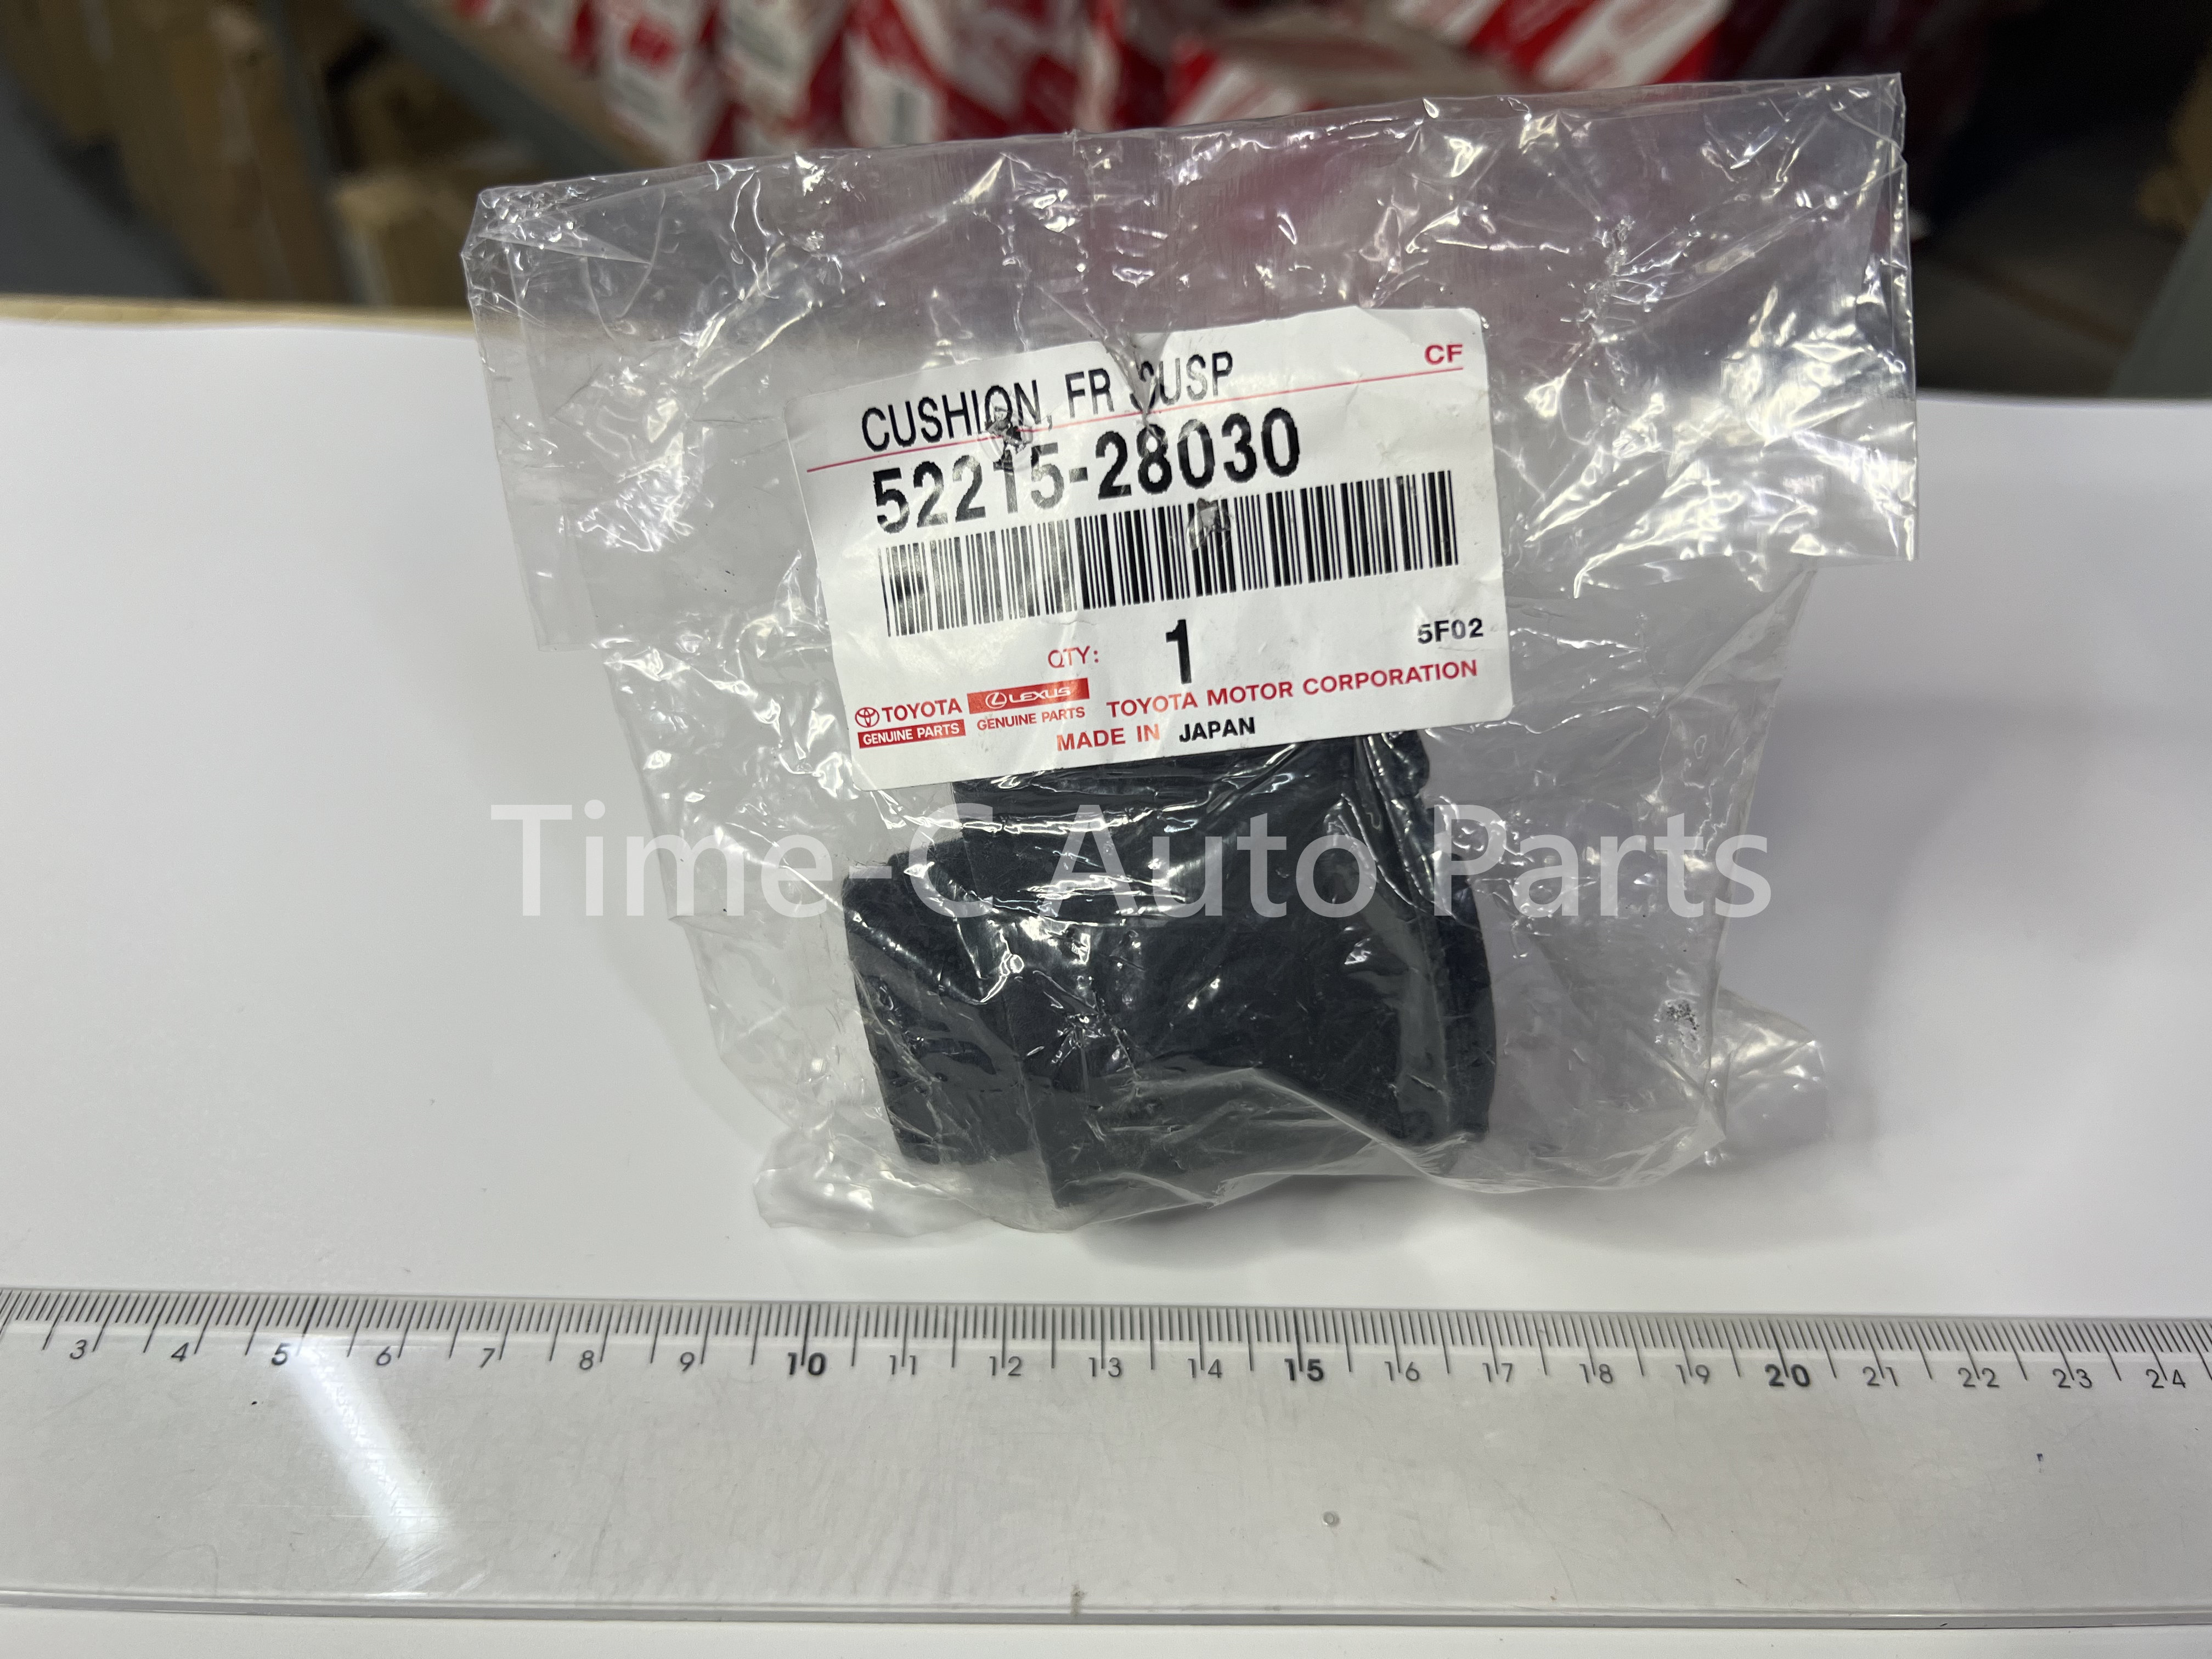 CUSHION, FR SUSP
CF
52215-28030
QTY: 1
5F02
TOYOTA
GENUINE PARTS
LEXUS
GENUINE PARTS
TOYOTA MOTOR CORPORATION
MADE IN JAPAN
Time-C Auto Parts
3 4 5 6 7 8 9 10 11 12 13 14 15 16 17 18 19 20 21 22 23 24